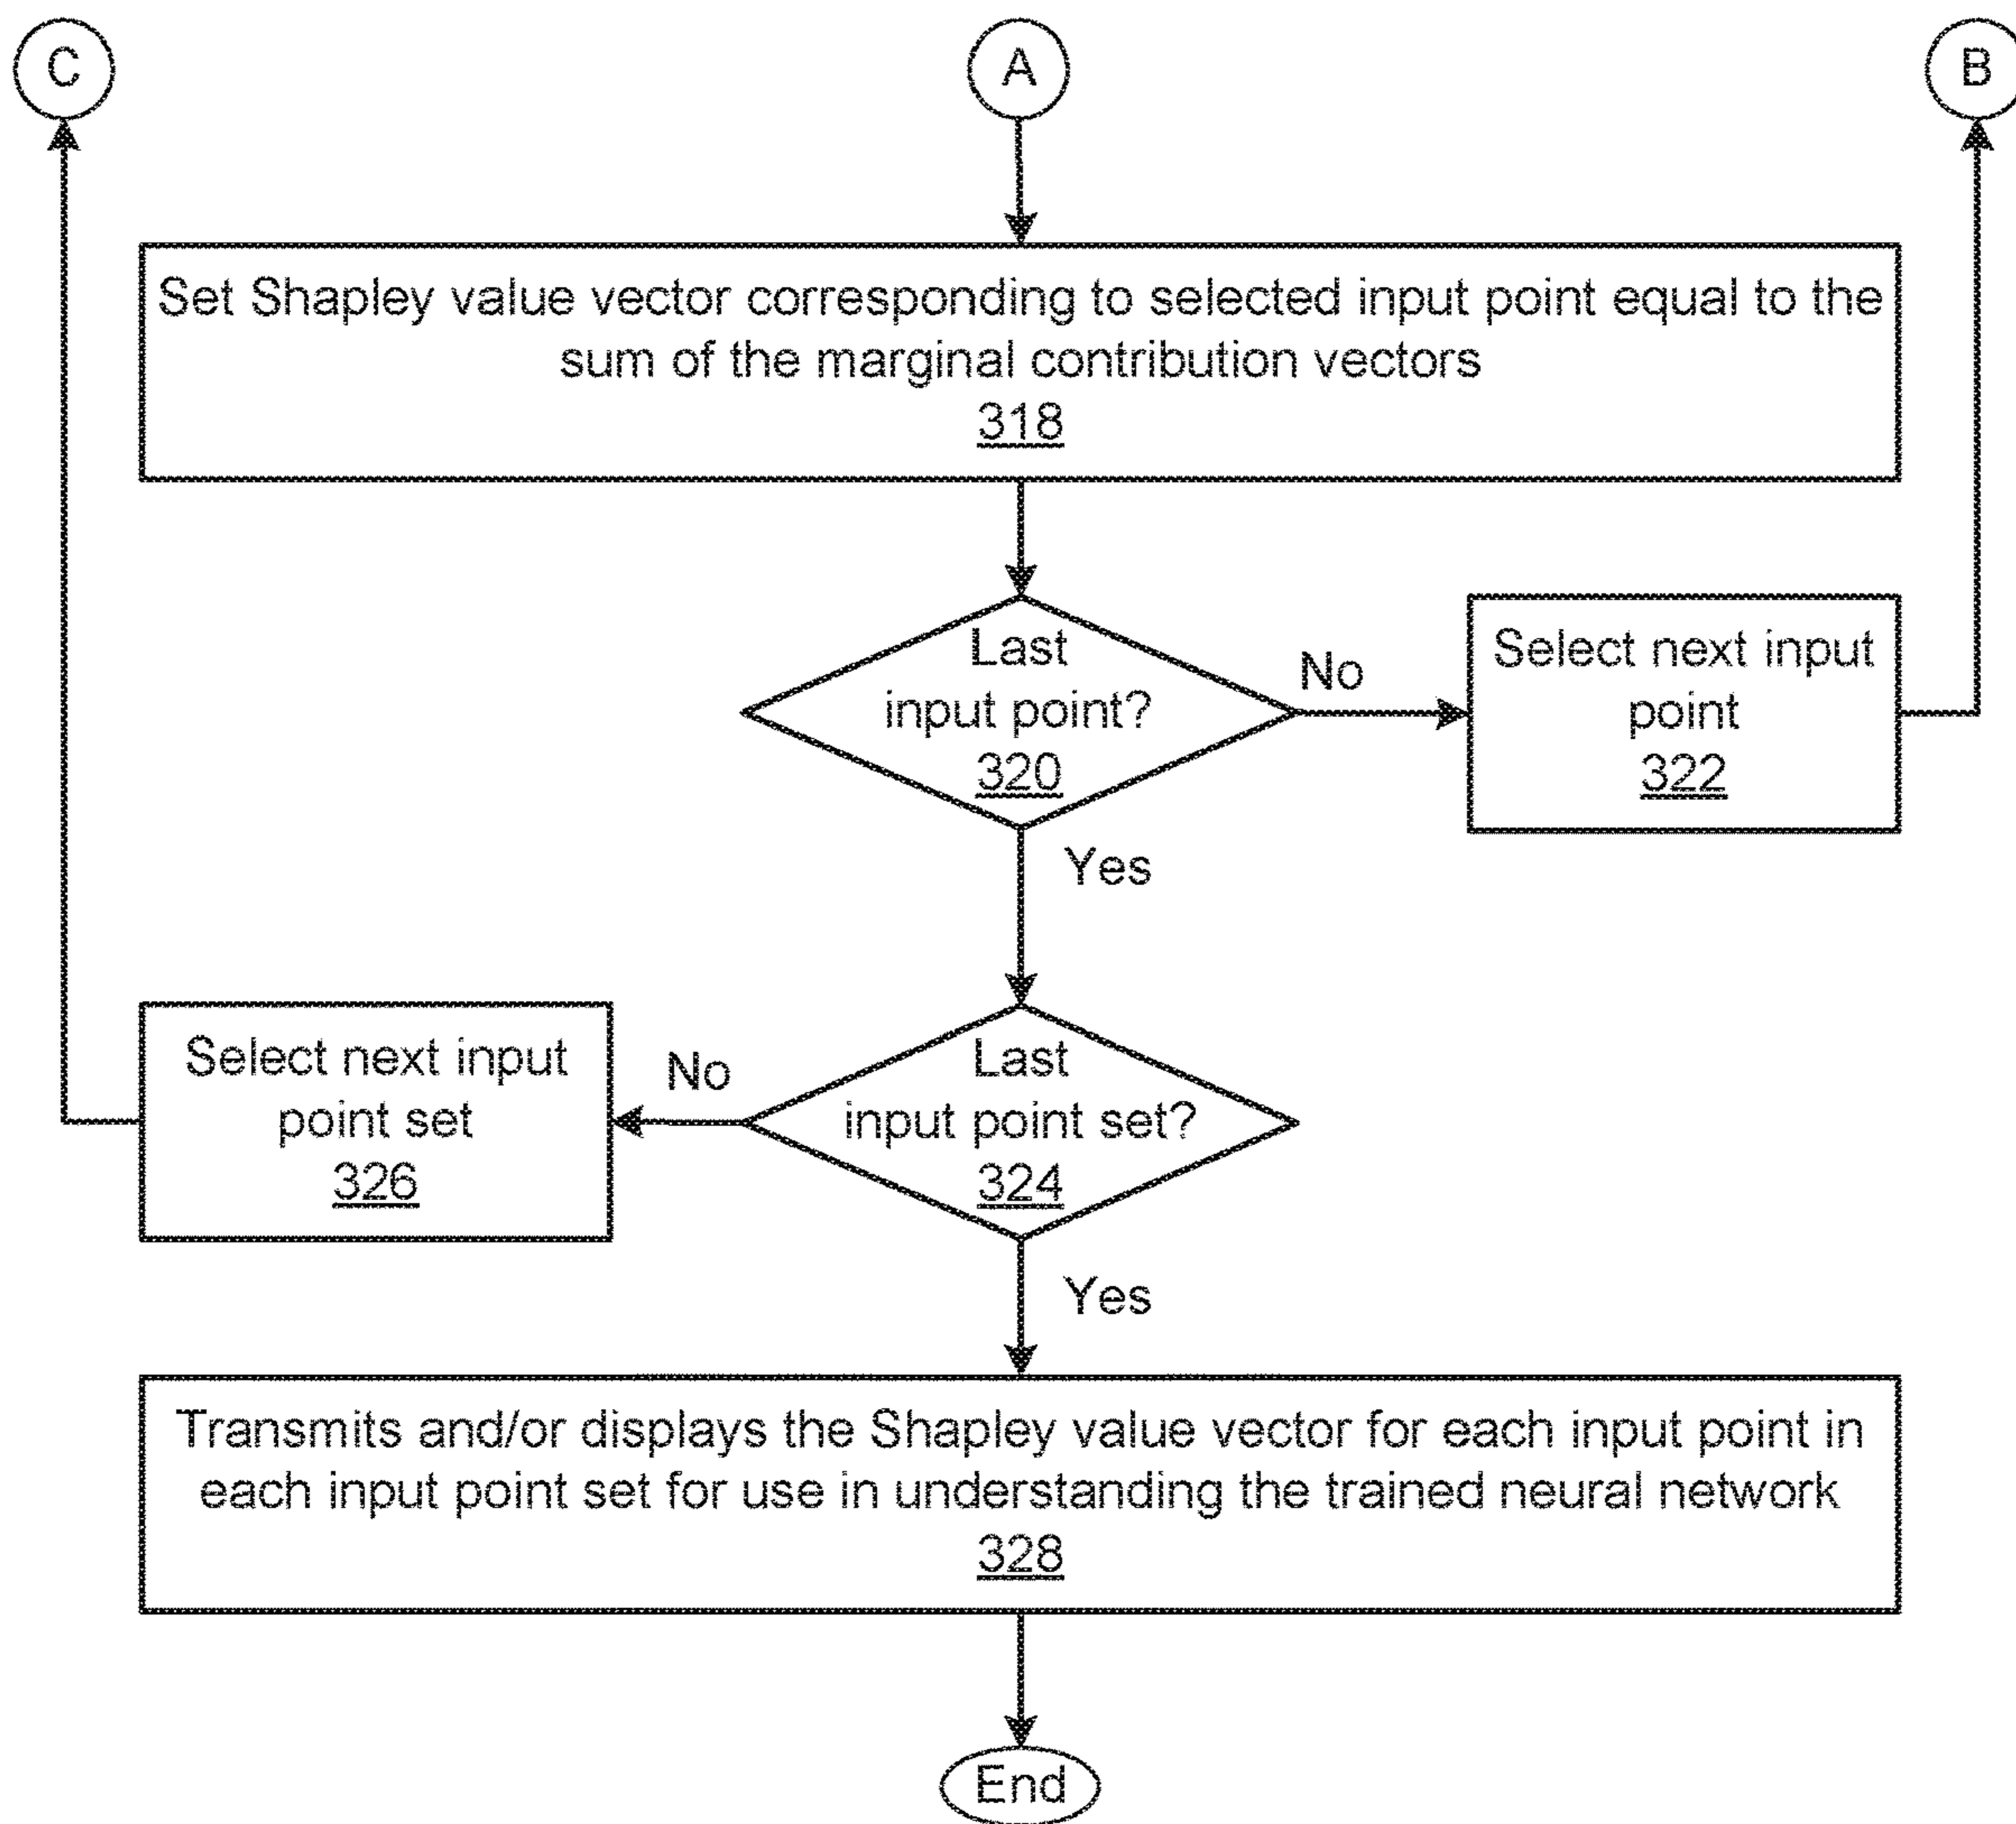 C
A
B
Set Shapley value vector corresponding to selected input point equal to the
sum of the marginal contribution vectors
318
Last
input point?
320
No
Select next input
point
322
Yes
Select next input
point set
326
No
Last
input point set?
324
Yes
Transmits and/or displays the Shapley value vector for each input point in
each input point set for use in understanding the trained neural network
328
End